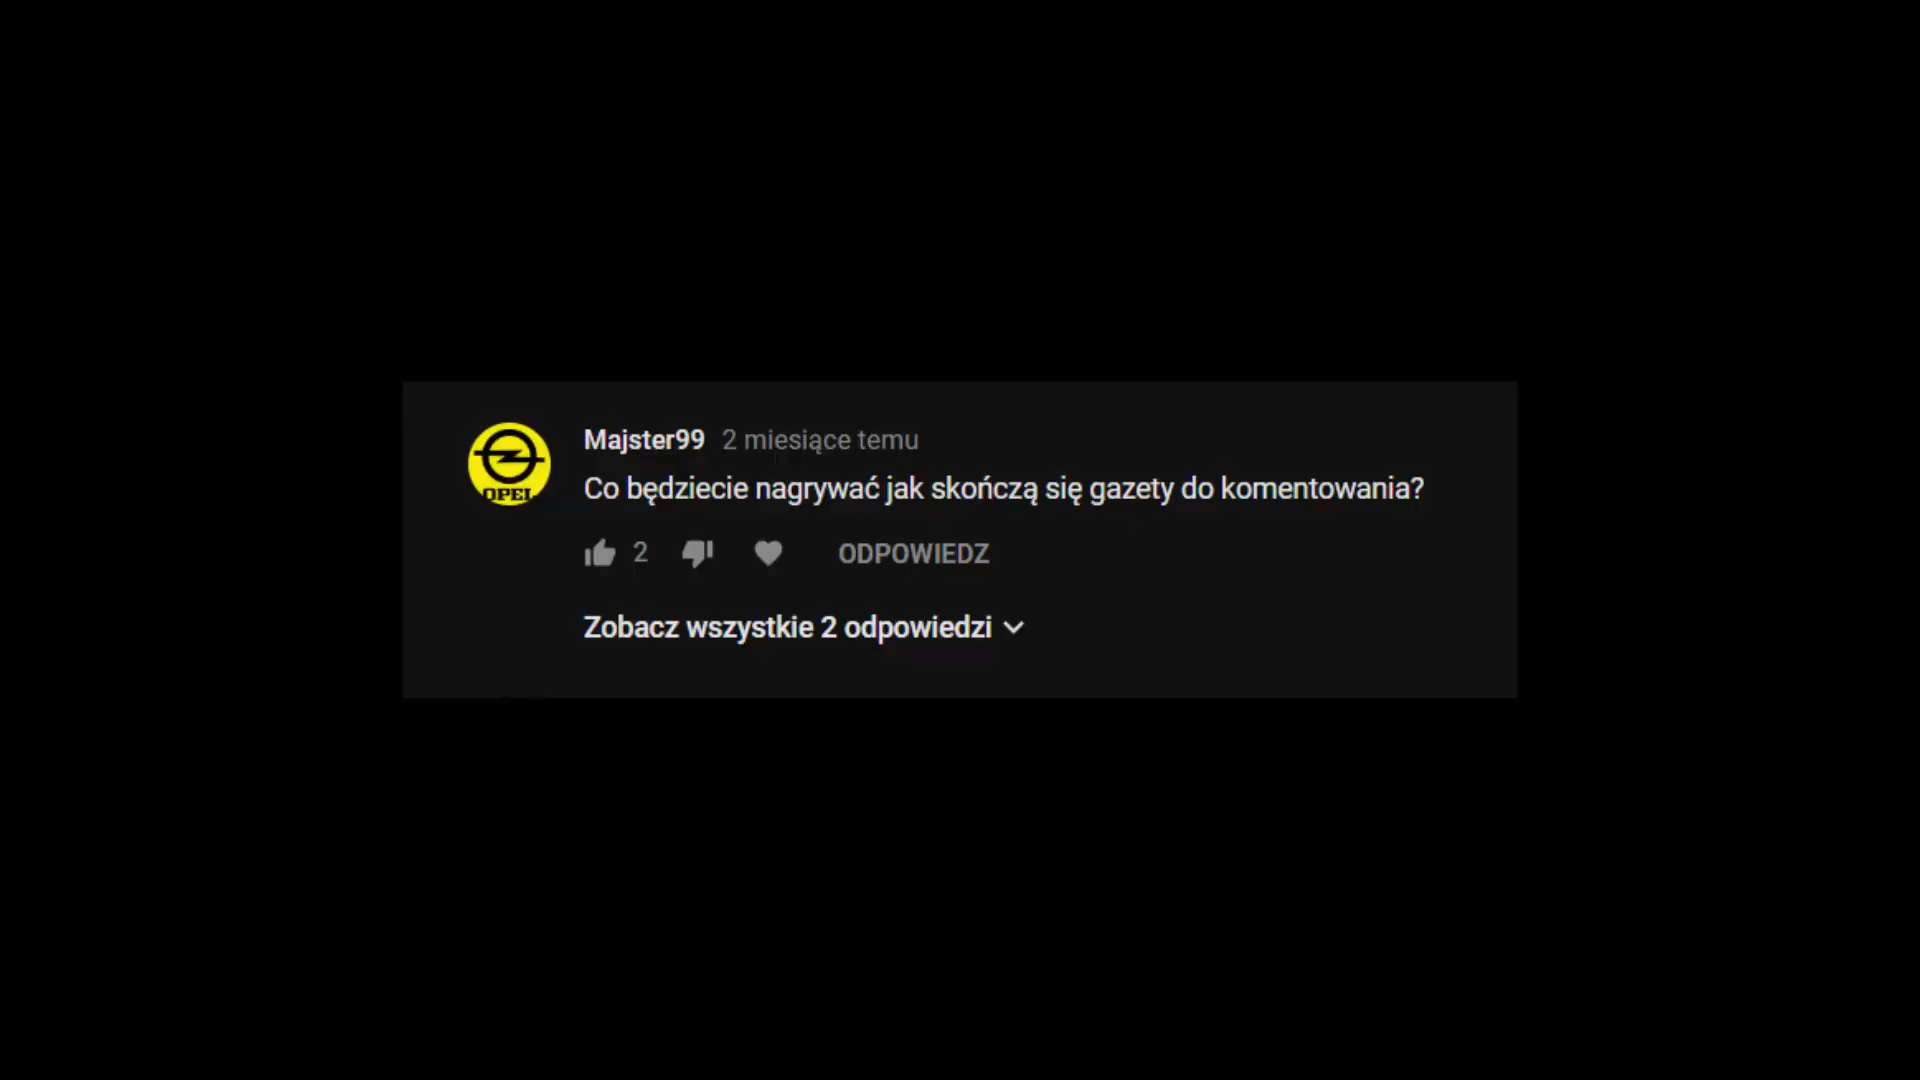 OPEL
Majster99 2 miesiące temu
Co będziecie nagrywać jak skończą się gazety do komentowania?
2 ODPOWIEDZ
Zobacz wszystkie 2 odpowiedzi